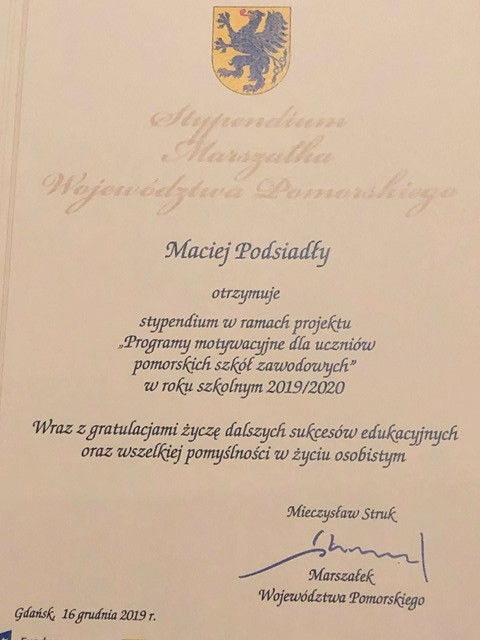 Stypendium
Marszałka
Województwa Pomorskiego
Maciej Podsiadły
otrzymuje
stypendium w ramach projektu
„Programy motywacyjne dla uczniów
pomorskich szkół zawodowych”
w roku szkolnym 2019/2020
Wraz z gratulacjami życzę dalszych sukcesów edukacyjnych
oraz wszelkiej pomyślności w życiu osobistym
Mieczysław Struk
Marszałek
Województwa Pomorskiego
Gdańsk, 16 grudnia 2019 r.